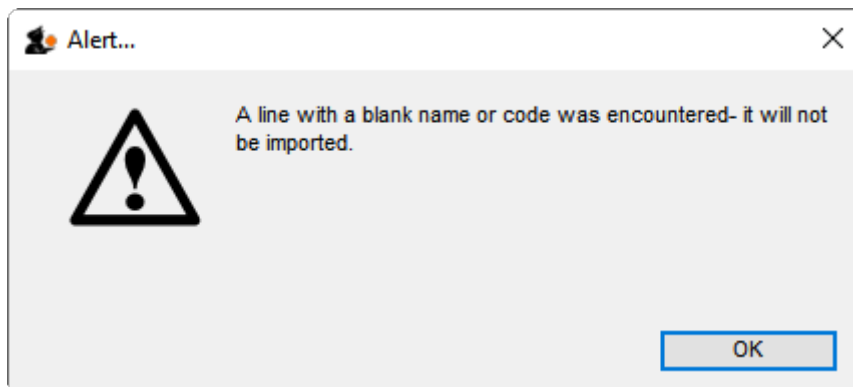 Alert...
A line with a blank name or code was encountered- it will not
be imported.
OK